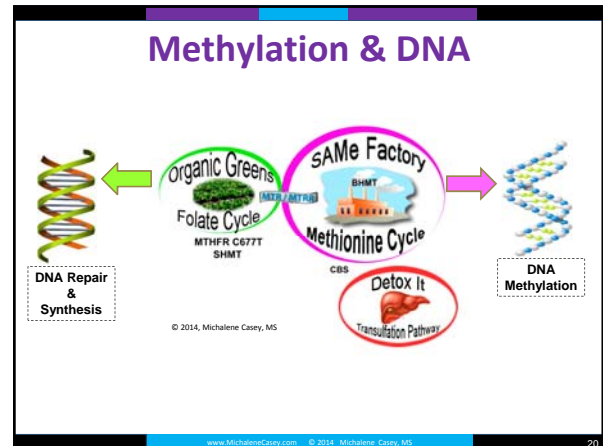 Methylation & DNA
Organic Greens
Folate Cycle
MTHFR C677T
SHMT
MTR / MTRR
SAMe Factory
BHMT
Methionine Cycle
CBS
Detox It
Transulfation Pathway
DNA Repair
&
Synthesis
DNA
Methylation
© 2014, Michalene Casey, MS
www.MichaleneCasey.com © 2014 Michalene Casey, MS
20